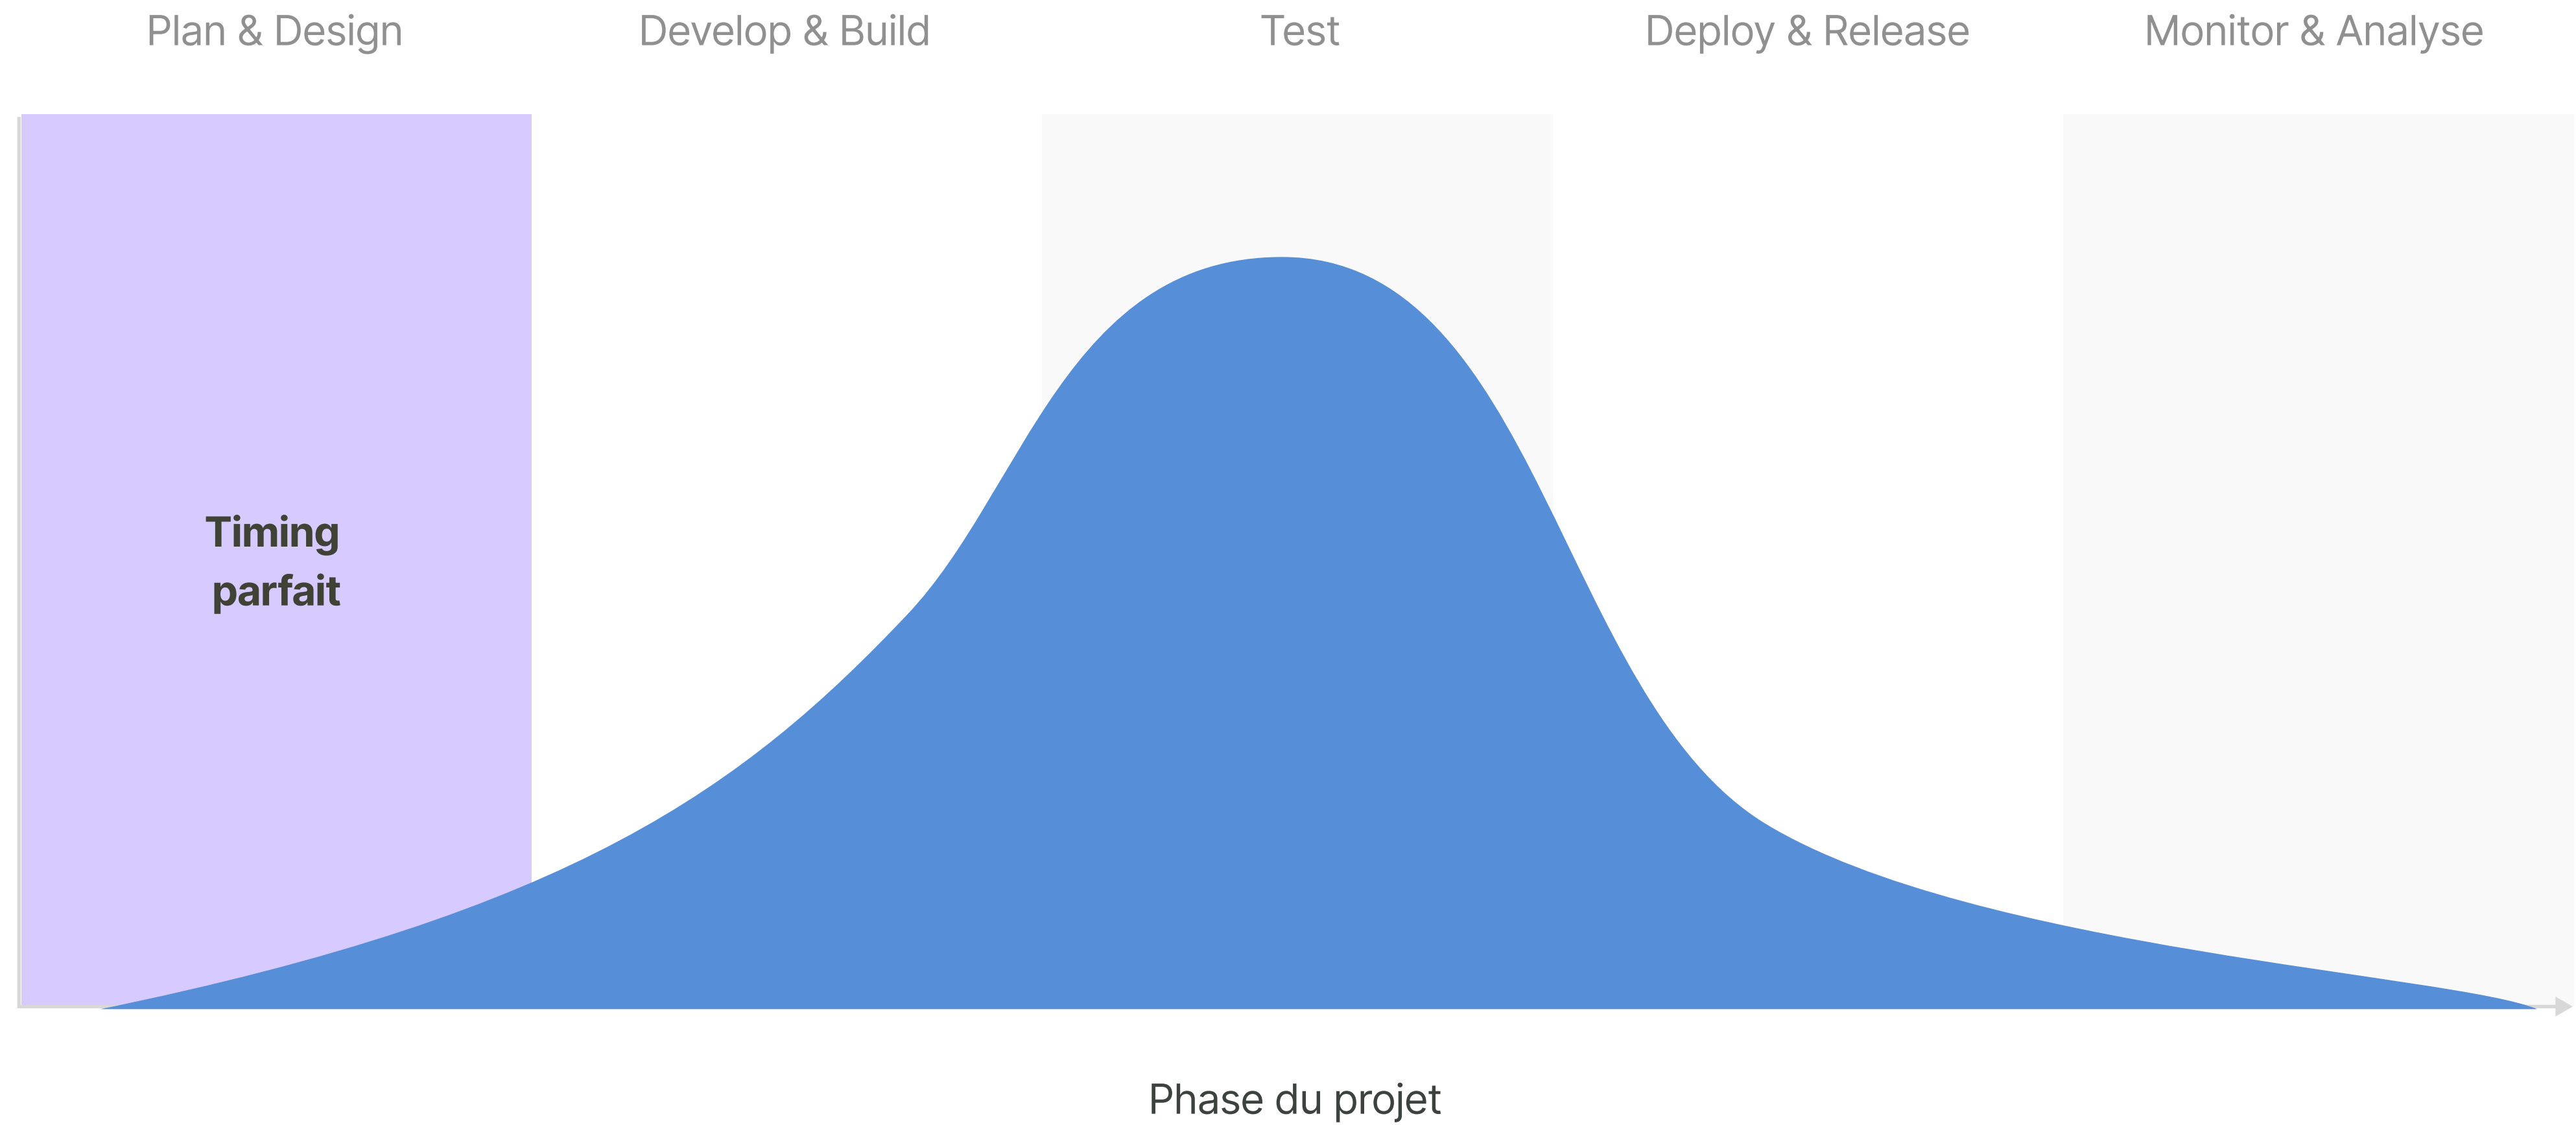 Plan & Design
Develop & Build
Test
Deploy & Release
Monitor & Analyse
Timing
parfait
Phase du projet